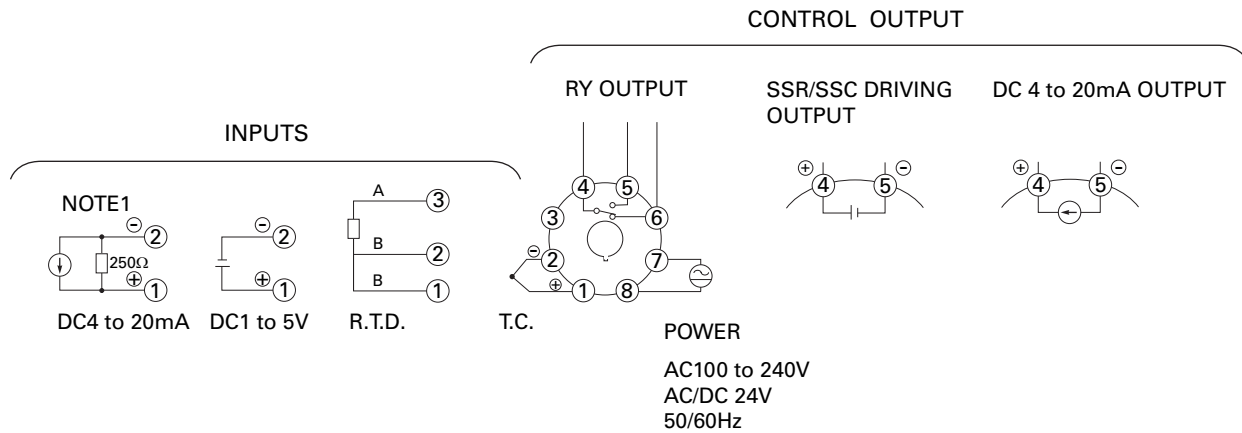 CONTROL OUTPUT
RY OUTPUT
SSR/SSC DRIVING
OUTPUT
DC 4 to 20mA OUTPUT
INPUTS
NOTE1
⊖ 2
250Ω
⊕ 1
DC4 to 20mA
⊖ 2
⊕ 1
DC1 to 5V
A 3
B 2
B 1
R.T.D.
4 5
3 6
⊖ 2 7
⊕ 1 8
T.C.
POWER
AC100 to 240V
AC/DC 24V
50/60Hz
⊕ 4 5 ⊖
⊕ 4 5 ⊖